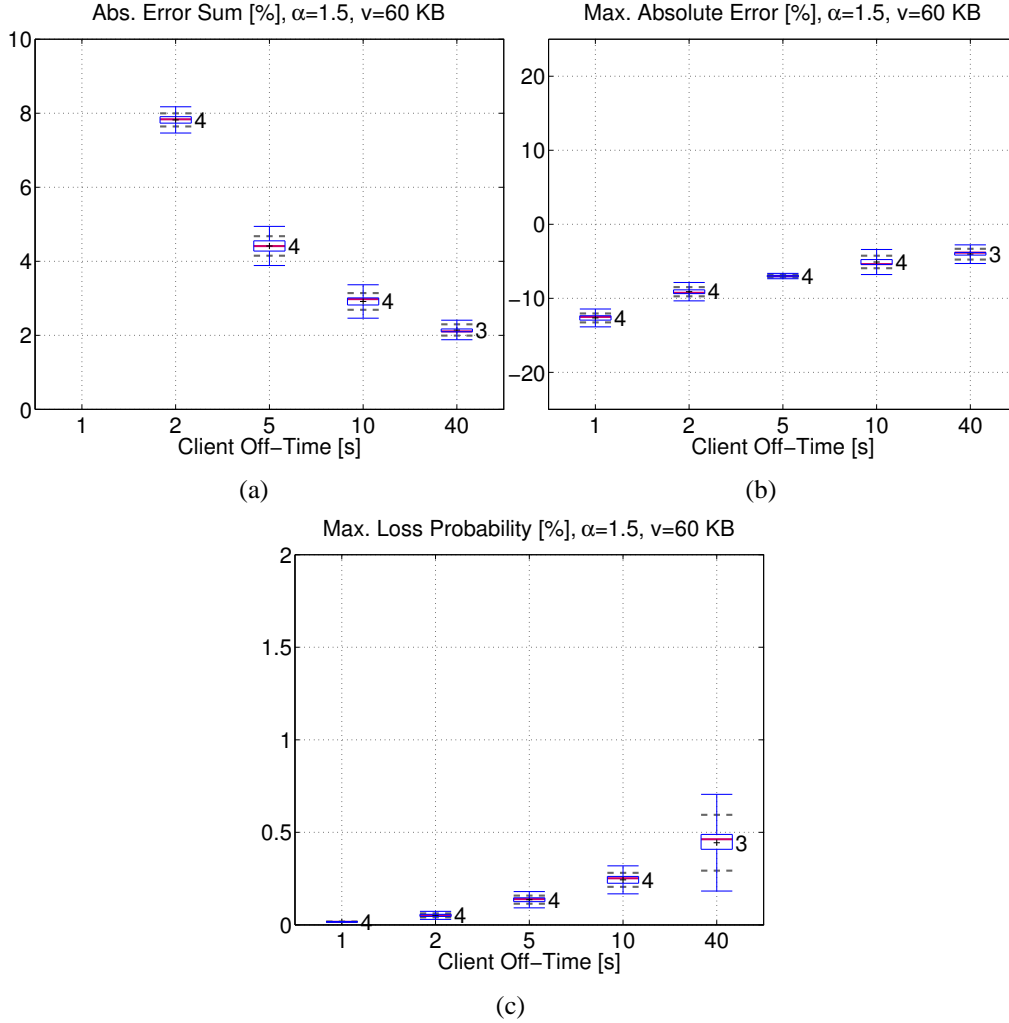 Abs. Error Sum [%], α=1.5, v=60 KB
10
8
6
4
2
0
4
4
4
3
1 2 5 10 40
Client Off−Time [s]
(a)
Max. Absolute Error [%], α=1.5, v=60 KB
20
10
0
−10
−20
4
4
4
4
3
1 2 5 10 40
Client Off−Time [s]
(b)
Max. Loss Probability [%], α=1.5, v=60 KB
2
1.5
1
0.5
0
4
4
4
4
3
1 2 5 10 40
Client Off−Time [s]
(c)